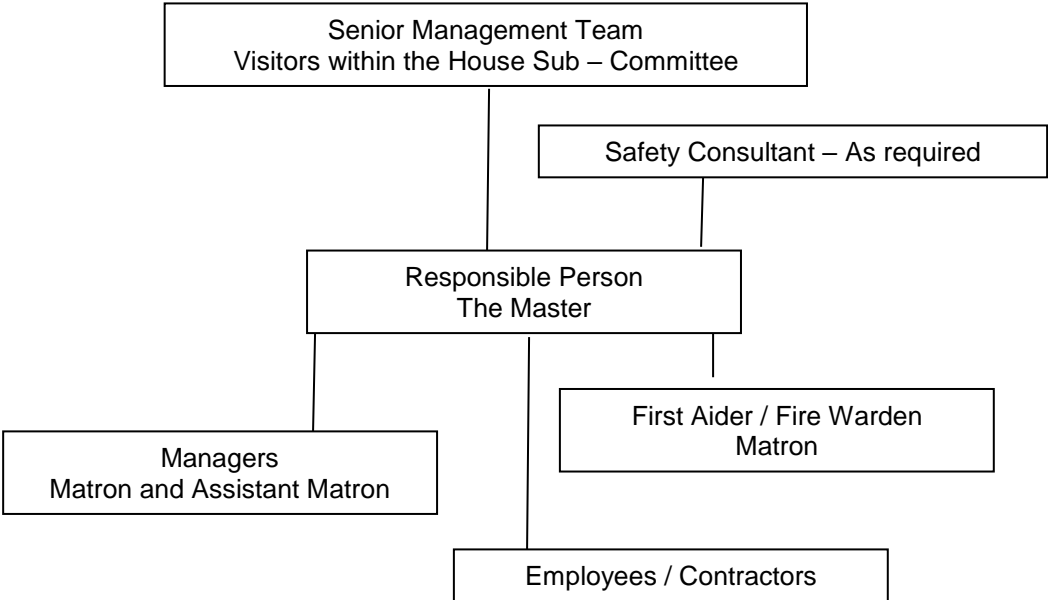 Senior Management Team
Visitors within the House Sub – Committee
Safety Consultant – As required
Responsible Person
The Master
First Aider / Fire Warden
Matron
Managers
Matron and Assistant Matron
Employees / Contractors